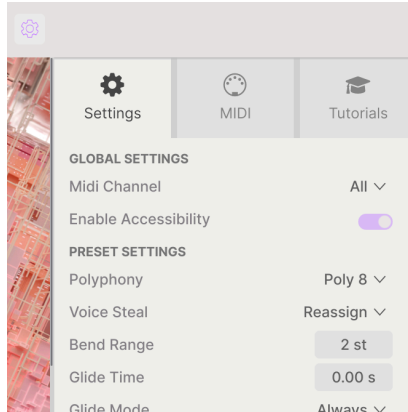 Settings MIDI Tutorials
GLOBAL SETTINGS
Midi Channel All
Enable Accessibility
PRESET SETTINGS
Polyphony Poly 8
Voice Steal Reassign
Bend Range 2 st
Glide Time 0.00 s
Glide Mode Always